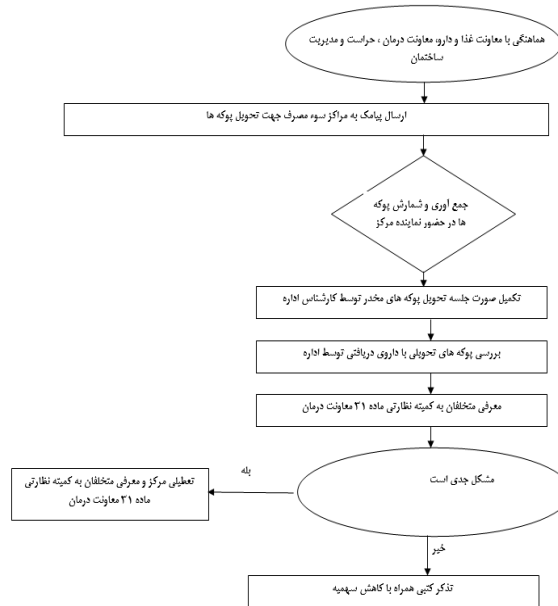 هماهنگی با معاونت غذا و دارو، معاونت درمان ، حراست و مدیریت
ساختمان
ارسال پیامک به مراکز سوء مصرف جهت تحویل پوکه ها
جمع آوری و شمارش پوکه
ها در حضور نماینده مرکز
تکمیل صورت جلسه تحویل پوکه های مخدر توسط کارشناس اداره
بررسی پوکه های تحویلی با داروی دریافتی توسط اداره
معرفی متخلفان به کمیته نظارتی ماده ۲۱ معاونت درمان
مشکل جدی است
بله
تعطیلی مرکز و معرفی متخلفان به کمیته نظارتی
ماده ۲۱ معاونت درمان
خیر
تذکر کتبی همراه با کاهش سهمیه